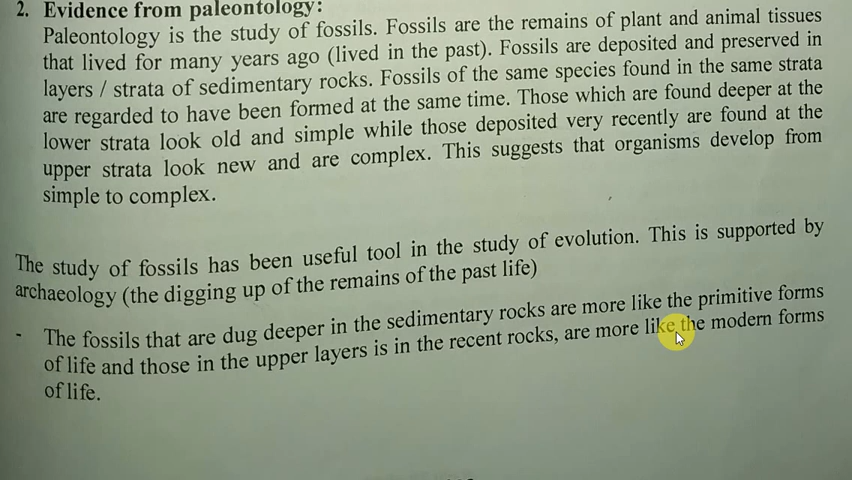 2. Evidence from paleontology:
Paleontology is the study of fossils. Fossils are the remains of plant and animal tissues
that lived for many years ago (lived in the past). Fossils are deposited and preserved in
layers / strata of sedimentary rocks. Fossils of the same species found in the same strata
are regarded to have been formed at the same time. Those which are found deeper at the
lower strata look old and simple while those deposited very recently are found at the
upper strata look new and are complex. This suggests that organisms develop from
simple to complex.
The study of fossils has been useful tool in the study of evolution. This is supported by
archaeology (the digging up of the remains of the past life)
- The fossils that are dug deeper in the sedimentary rocks are more like the primitive forms
of life and those in the upper layers is in the recent rocks, are more like the modern forms
of life.